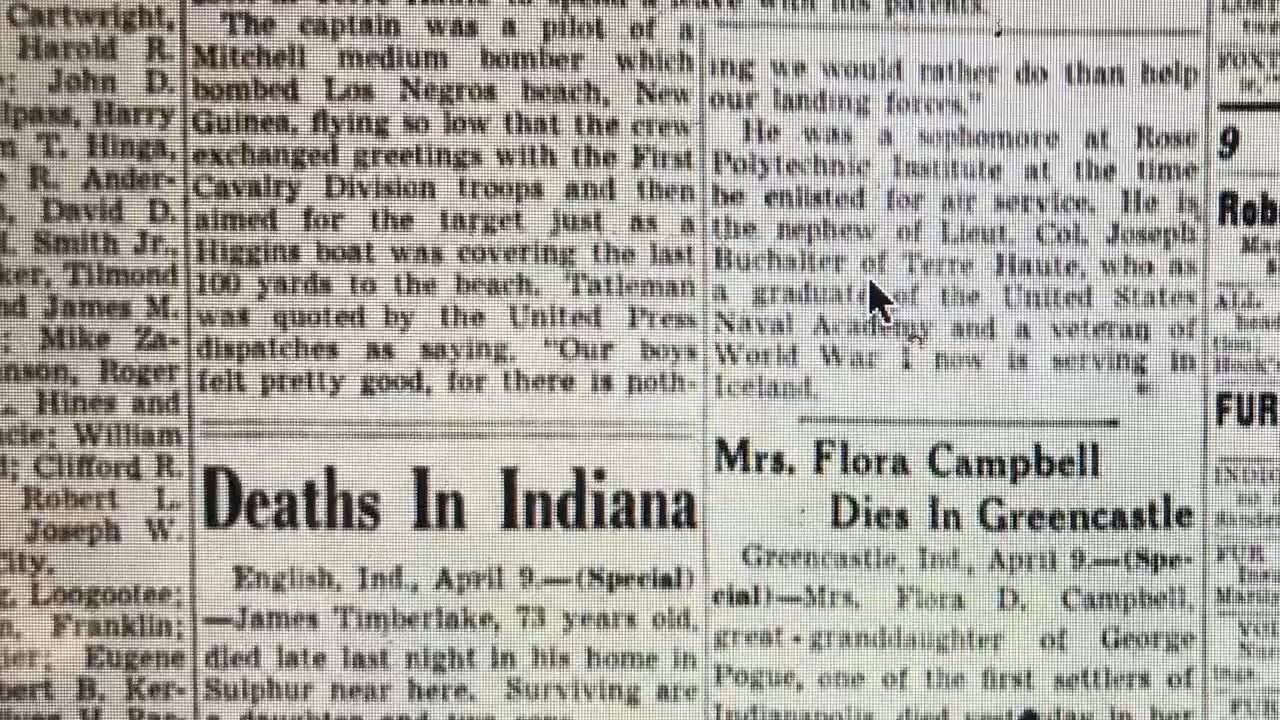 Cartwright,
Harold R.
John D.
lpass, Harry
T. Hinga,
R. Ander-
David D.
Smith Jr.,
ker, Tilmond
nd James M.
Mike Za-
nson, Roger
Hines and
cie; William
Clifford R.
Robert L.
Joseph W.
City,
Loogootee;
Franklin;
Eugene
bert B. Ker-
The captain was a pilot of a
Mitchell medium bomber which
bombed Los Negros beach, New
Guinea, flying so low that the crew
exchanged greetings with the First
Cavalry Division troops and then
aimed for the target just as a
Higgins boat was covering the last
100 yards to the beach. Tatleman
was quoted by the United Press
dispatches as saying, "Our boys
felt pretty good, for there is noth-
Deaths In Indiana
English, Ind., April 9.—(Special)
—James Timberlake, 73 years old,
died late last night in his home in
Sulphur near here. Surviving are
his parents.
ing we would rather do than help
our landing forces."
He was a sophomore at Rose
Polytechnic Institute at the time
he enlisted for air service. He is
the nephew of Lieut. Col. Joseph
Buchalter of Terre Haute, who as
a graduate of the United States
Naval Academy and a veteran of
World War I now is serving in
Iceland.
Mrs. Flora Campbell
Dies in Greencastle
Greencastle, Ind., April 9.—(Spe-
cial)—Mrs. Flora D. Campbell,
great-granddaughter of George
Pogue, one of the first settlers of
9
Rob
ALL
FUR